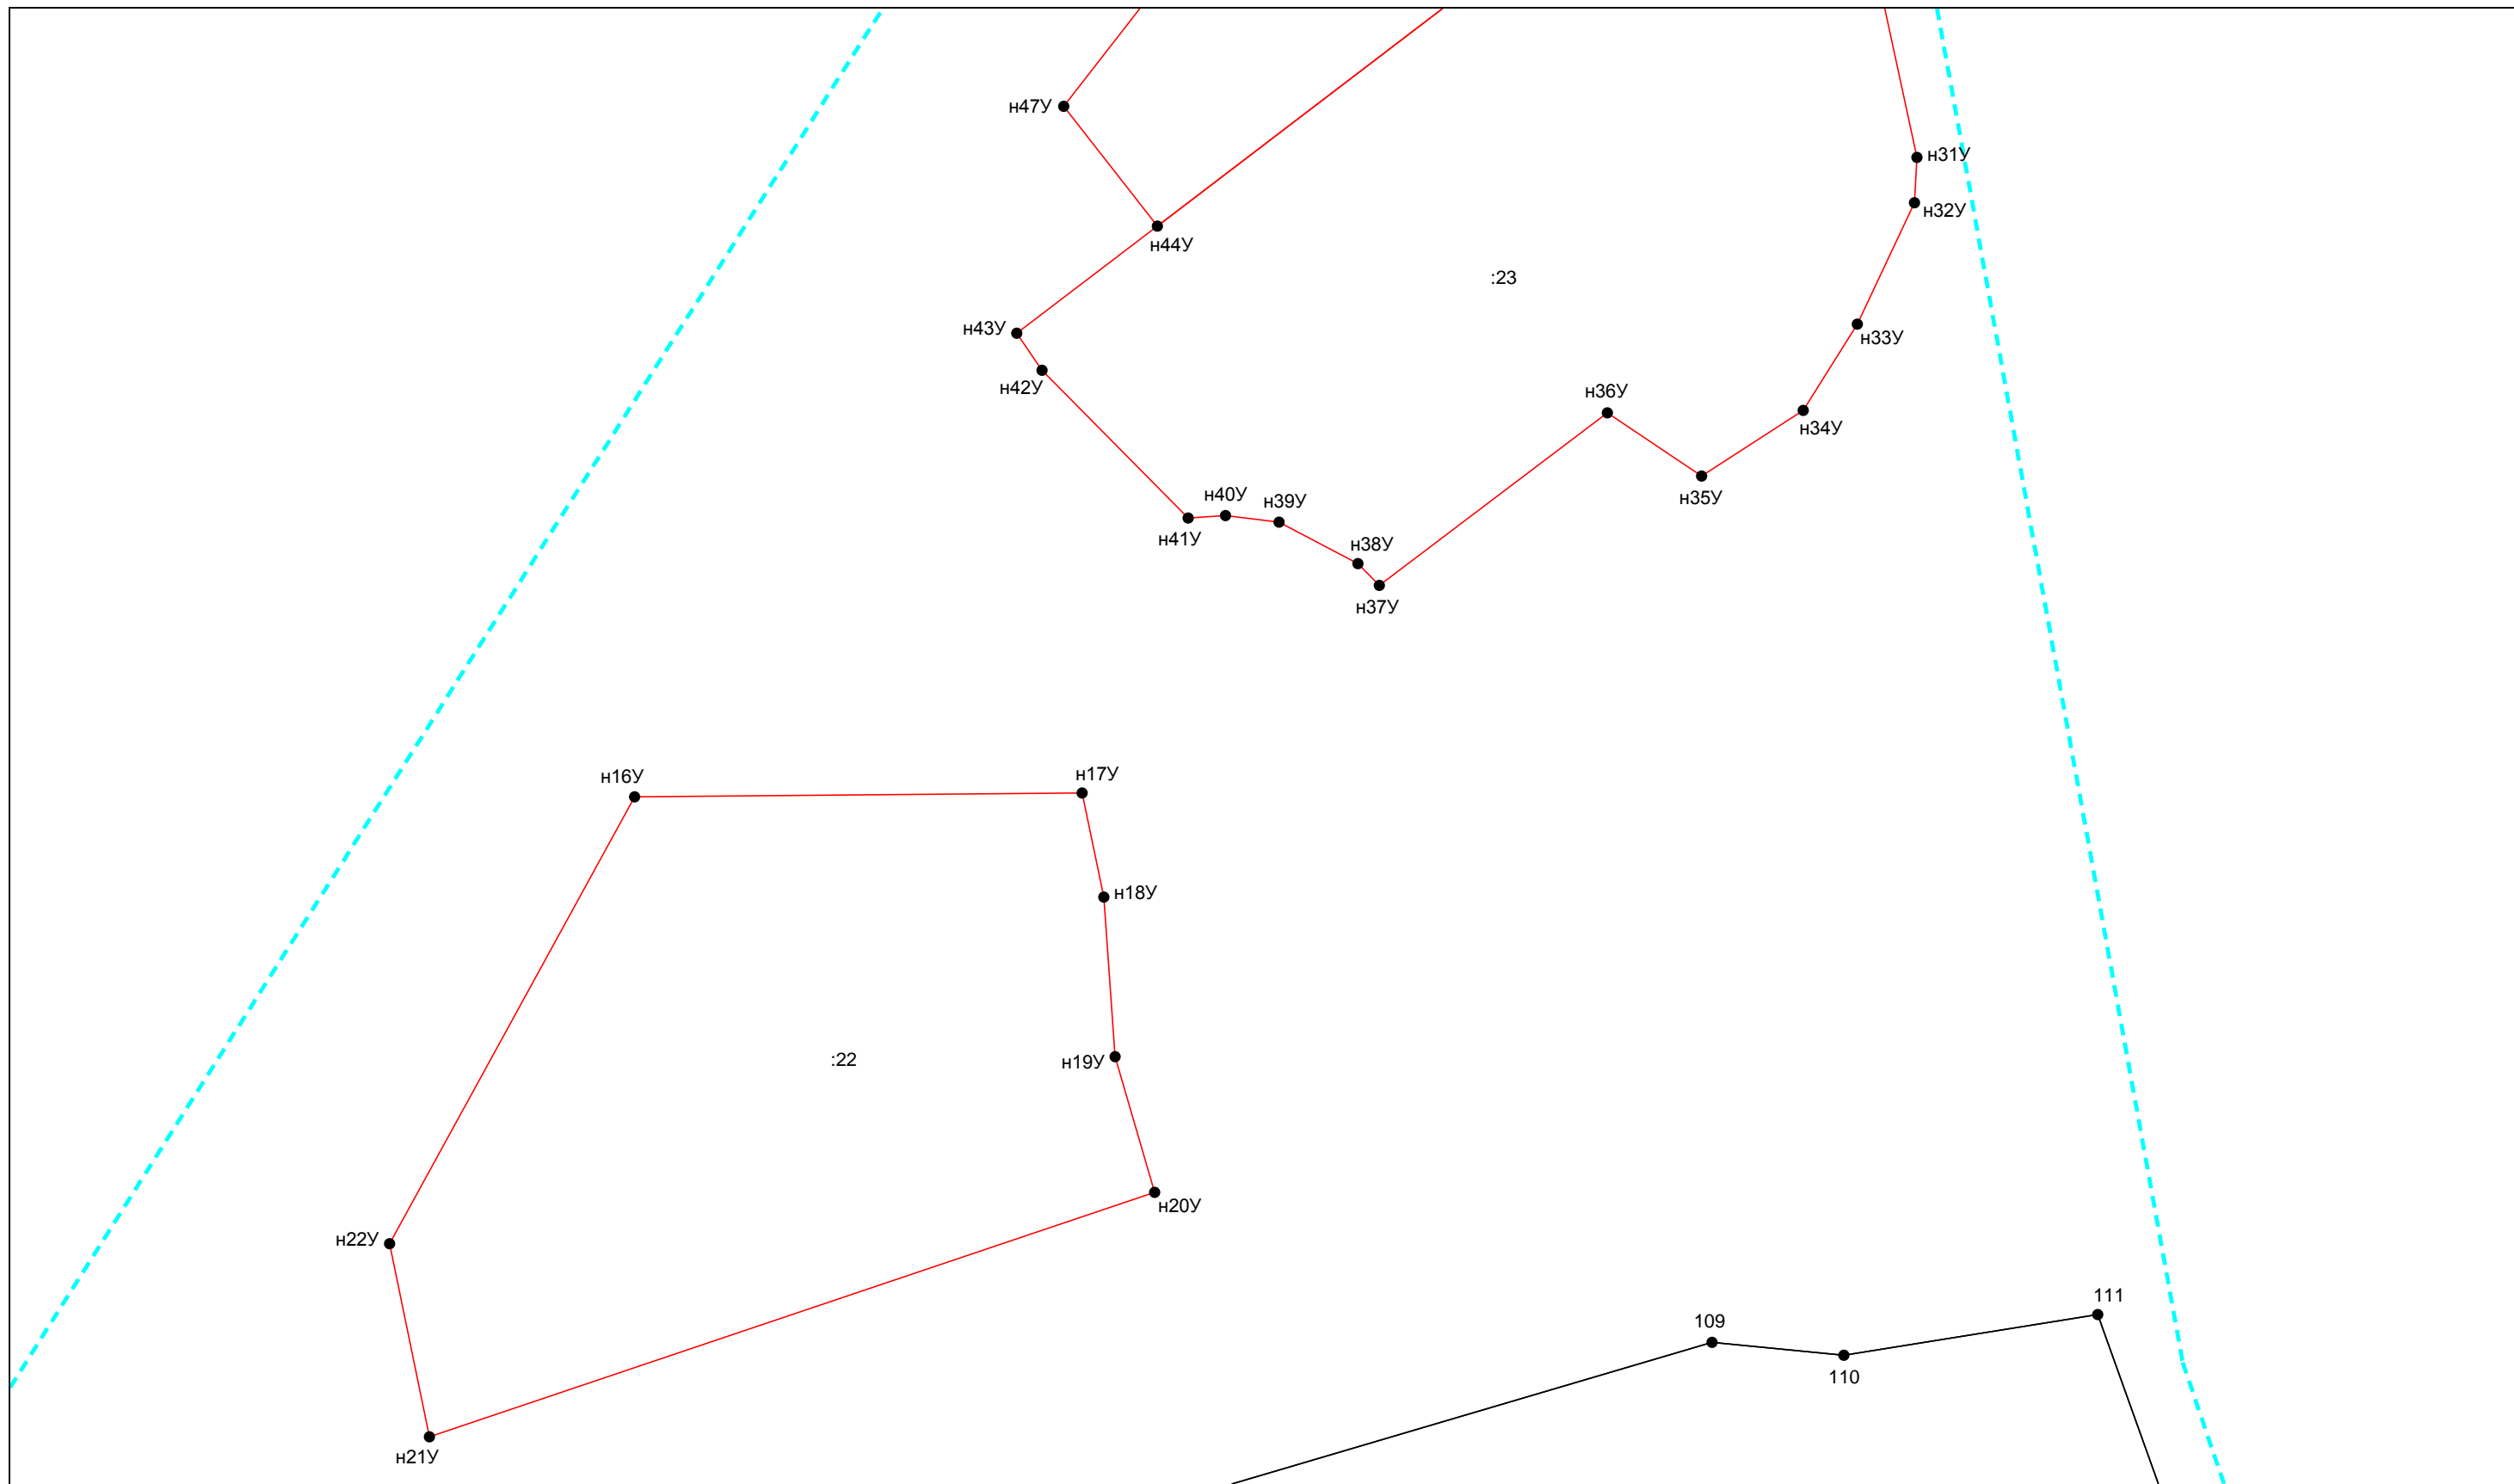 н47У
н31У
н32У
н44У
:23
н43У
н33У
н42У
н36У
н34У
н40У
н39У
н35У
н41У
н38У
н37У
н16У
н17У
н18У
:22
н19У
н20У
н22У
111
109
110
н21У